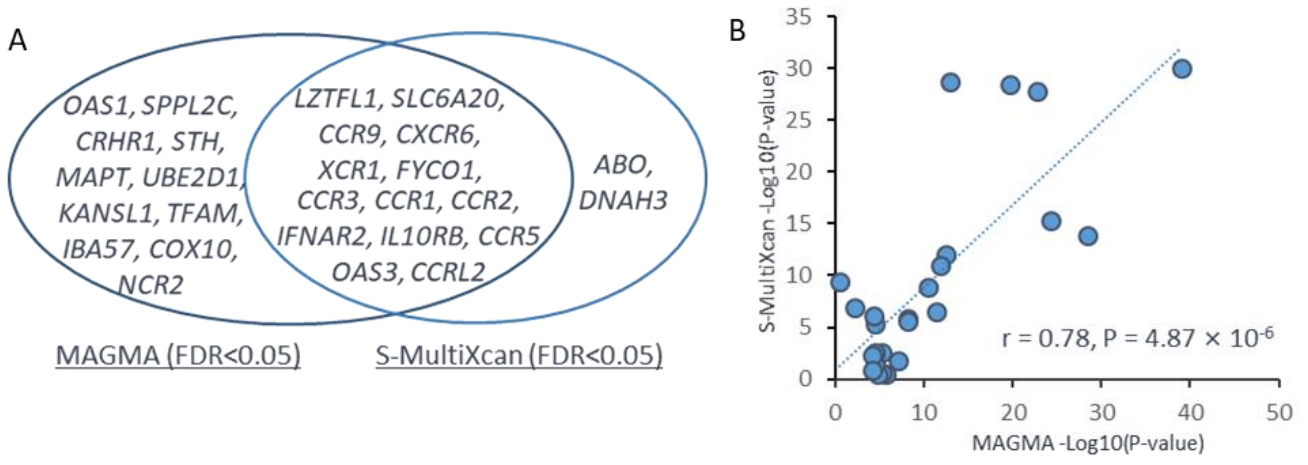 A
OAS1, SPPL2C,
CRHR1, STH,
MAPT, UBE2D1,
KANSL1, TFAM,
IBA57, COX10,
NCR2
LZTFL1, SLC6A20,
CCR9, CXCR6,
XCR1, FYCO1,
CCR3, CCR1, CCR2,
IFNAR2, IL10RB, CCR5
OAS3, CCRL2
ABO,
DNAH3
MAGMA (FDR<0.05)
S-MultiXcan (FDR<0.05)
B
S-MultiXcan -Log10(P-value)
35
30
25
20
15
10
5
0
r = 0.78, P = 4.87 × 10⁻⁶
0 10 20 30 40 50
MAGMA -Log10(P-value)